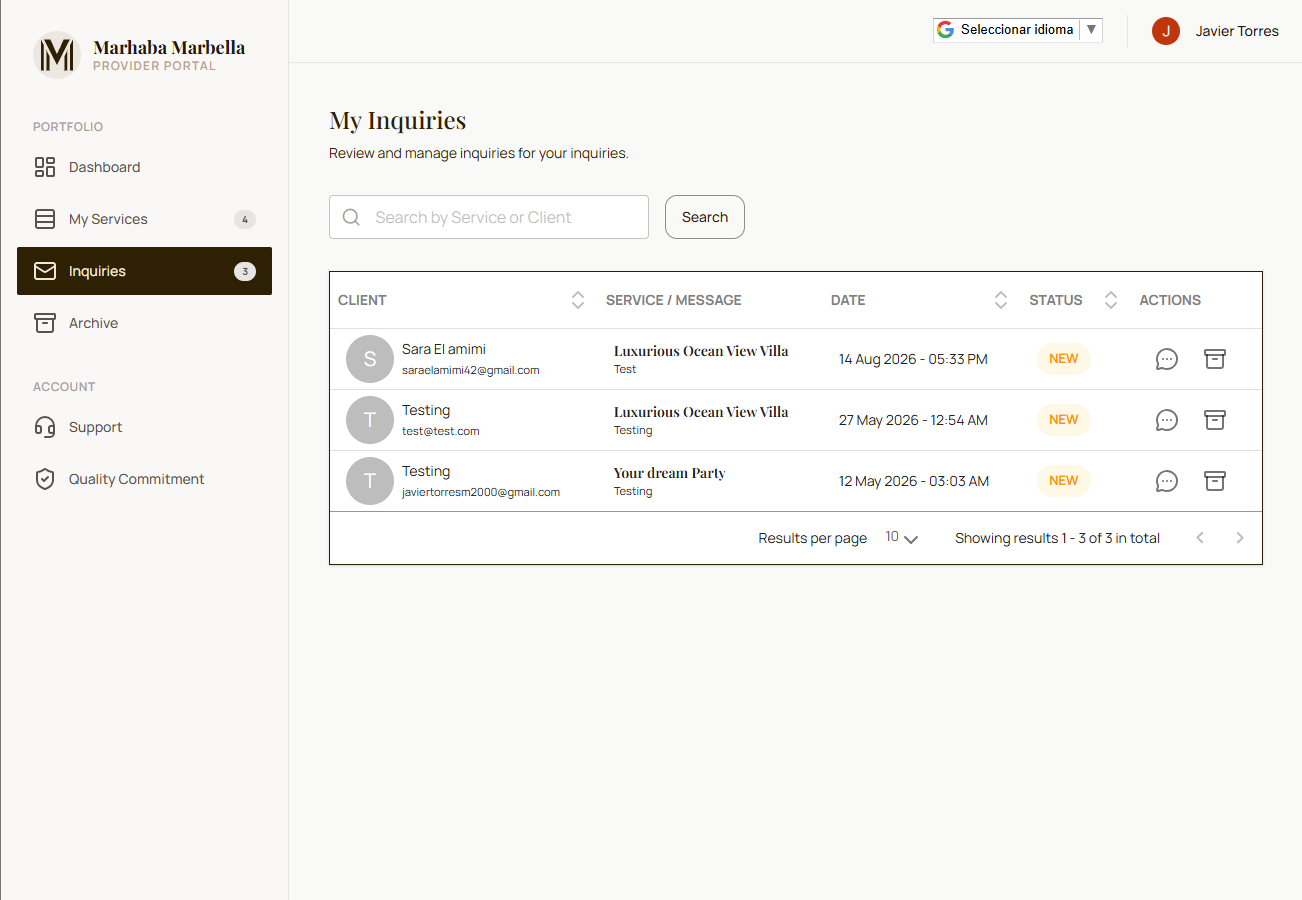 Marhaba Marbella
PROVIDER PORTAL
Seleccionar idioma ▼
J
Javier Torres
PORTFOLIO
Dashboard
My Services 4
Inquiries 3
Archive
ACCOUNT
Support
Quality Commitment
My Inquiries
Review and manage inquiries for your inquiries.
Search by Service or Client
Search
CLIENT SERVICE / MESSAGE DATE STATUS ACTIONS
S
Sara El amimi
saraelamimi42@gmail.com
Luxurious Ocean View Villa
Test
14 Aug 2026 - 05:33 PM
NEW
T
Testing
test@test.com
Luxurious Ocean View Villa
Testing
27 May 2026 - 12:54 AM
NEW
T
Testing
javiertorresm2000@gmail.com
Your dream Party
Testing
12 May 2026 - 03:03 AM
NEW
Results per page 10 Showing results 1 - 3 of 3 in total